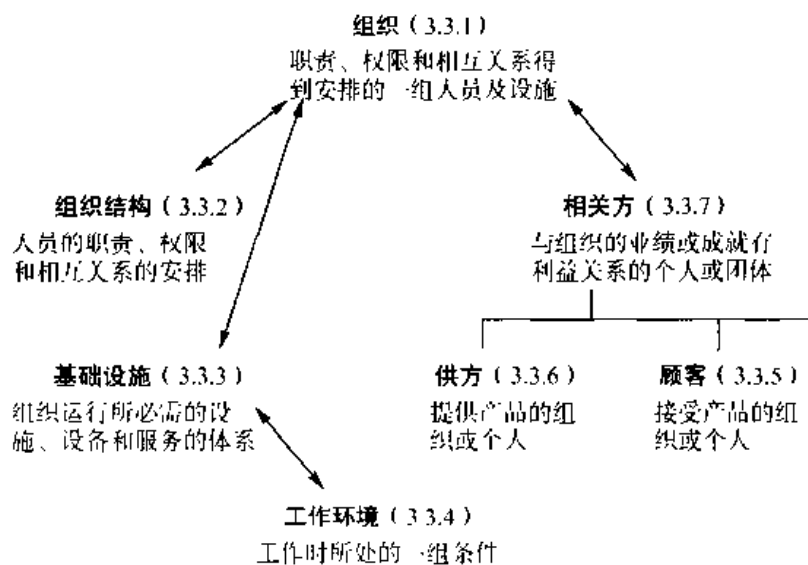 组织（3.3.1）
职责、权限和相互关系得
到安排的一组人员及设施
组织结构（3.3.2）
人员的职责、权限
和相互关系的安排
相关方（3.3.7）
与组织的业绩或成就有
利益关系的个人或团体
基础设施（3.3.3）
组织运行所必需的设
施、设备和服务的体系
供方（3.3.6）
提供产品的组
织或个人
顾客（3.3.5）
接受产品的组
织或个人
工作环境（3.3.4）
工作时所处的一组条件